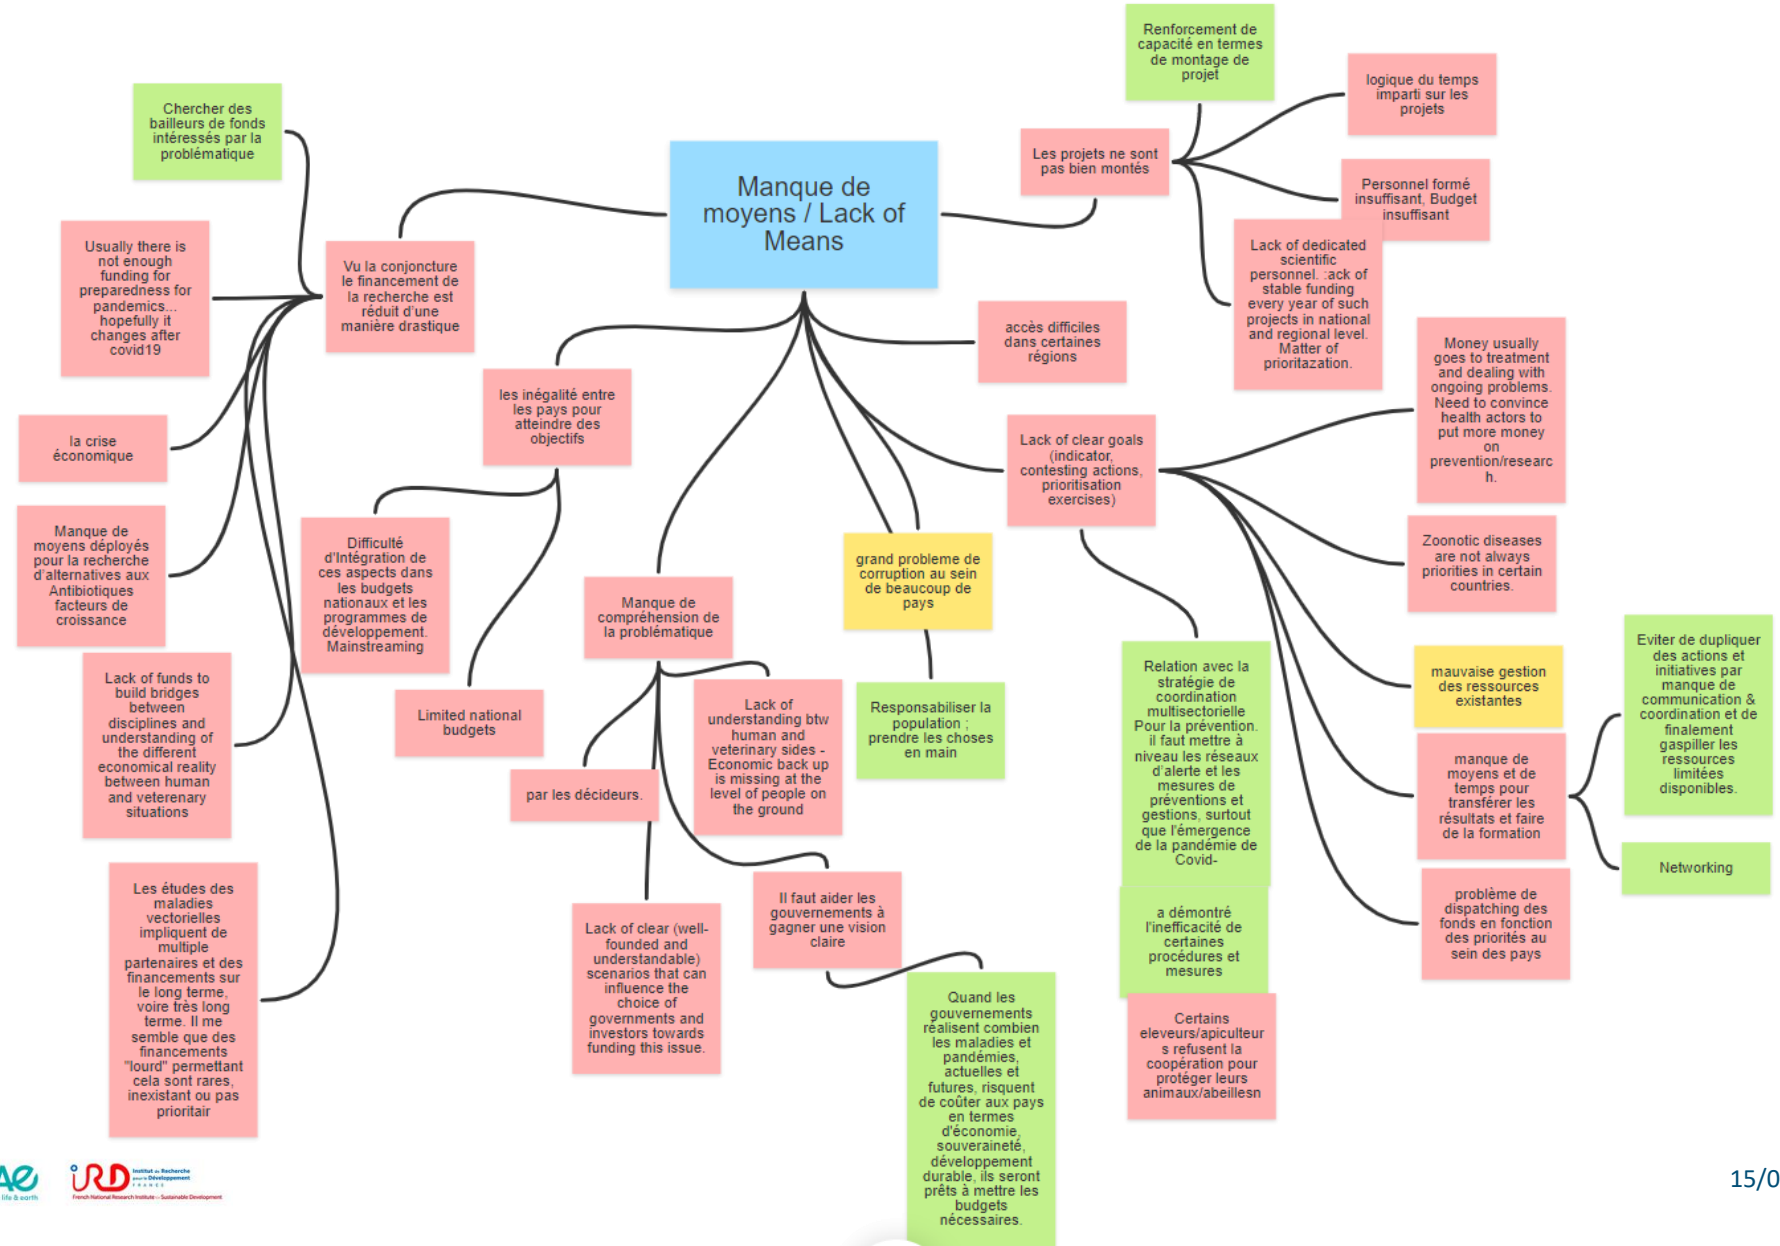 Renforcement de
capacité en termes
de montage de
projet
logique du temps
imparti sur les
projets
Chercher des
bailleurs de fonds
intéressés par la
problématique
Manque de
moyens / Lack of
Means
Les projets ne sont
pas bien montés
Personnel formé
insuffisant, Budget
insuffisant
Usually there is
not enough
funding for
preparedness for
pandemics...
hopefully it
changes after
covid19
Vu la conjoncture
le financement de
la recherche est
réduit d'une
manière drastique
Lack of dedicated
scientific
personnel. :ack of
stable funding
every year of such
projects in national
and regional level.
Matter of
prioritazation.
accès difficiles
dans certaines
régions
Money usually
goes to treatment
and dealing with
ongoing problems.
Need to convince
health actors to
put more money
on
prevention/researc
h.
les inégalité entre
les pays pour
atteindre des
objectifs
la crise
économique
Lack of clear goals
(indicator,
contesting actions,
prioritisation
exercises)
Manque de
moyens déployés
pour la recherche
d'alternatives aux
Antibiotiques
facteurs de
croissance
Difficulté
d'Intégration de
ces aspects dans
les budgets
nationaux et les
programmes de
développement.
Mainstreaming
grand probleme de
corruption au sein
de beaucoup de
pays
Zoonotic diseases
are not always
priorities in certain
countries.
Manque de
compréhension de
la problématique
Lack of funds to
build bridges
between
disciplines and
understanding of
the different
economical reality
between human
and veterenary
situations
Limited national
budgets
Lack of
understanding btw
human and
veterinary sides -
Economic back up
is missing at the
level of people on
the ground
Responsabiliser la
population ;
prendre les choses
en main
Relation avec la
stratégie de
coordination
multisectorielle
Pour la prévention.
il faut mettre à
niveau les réseaux
d'alerte et les
mesures de
préventions et
gestions, surtout
que l'émergence
de la pandémie de
Covid-
mauvaise gestion
des ressources
existantes
Eviter de dupliquer
des actions et
initiatives par
manque de
communication &
coordination et de
finalement
gaspiller les
ressources
limitées
disponibles.
par les décideurs.
manque de
moyens et de
temps pour
transférer les
résultats et faire
de la formation
Networking
Les études des
maladies
vectorielles
impliquent de
multiple
partenaires et des
financements sur
le long terme,
voire très long
terme. Il me
semble que des
financements
"lourd" permettant
cela sont rares,
inexistant ou pas
prioritair
Lack of clear (well-
founded and
understandable)
scenarios that can
influence the
choice of
governments and
investors towards
funding this issue.
Il faut aider les
gouvernements à
gagner une vision
claire
a démontré
l'inefficacité de
certaines
procédures et
mesures
problème de
dispatching des
fonds en fonction
des priorités au
sein des pays
Quand les
gouvernements
réalisent combien
les maladies et
pandémies,
actuelles et
futures, risquent
de coûter aux pays
en termes
d'économie,
souveraineté,
développement
durable, ils seront
prêts à mettre les
budgets
nécessaires.
Certains
eleveurs/apiculteur
s refusent la
coopération pour
protéger leurs
animaux/abeillesn
AE
life & earth
IRD
Institut de Recherche
pour le Développement
FRANCE
French National Research Institute for Sustainable Development
15/0